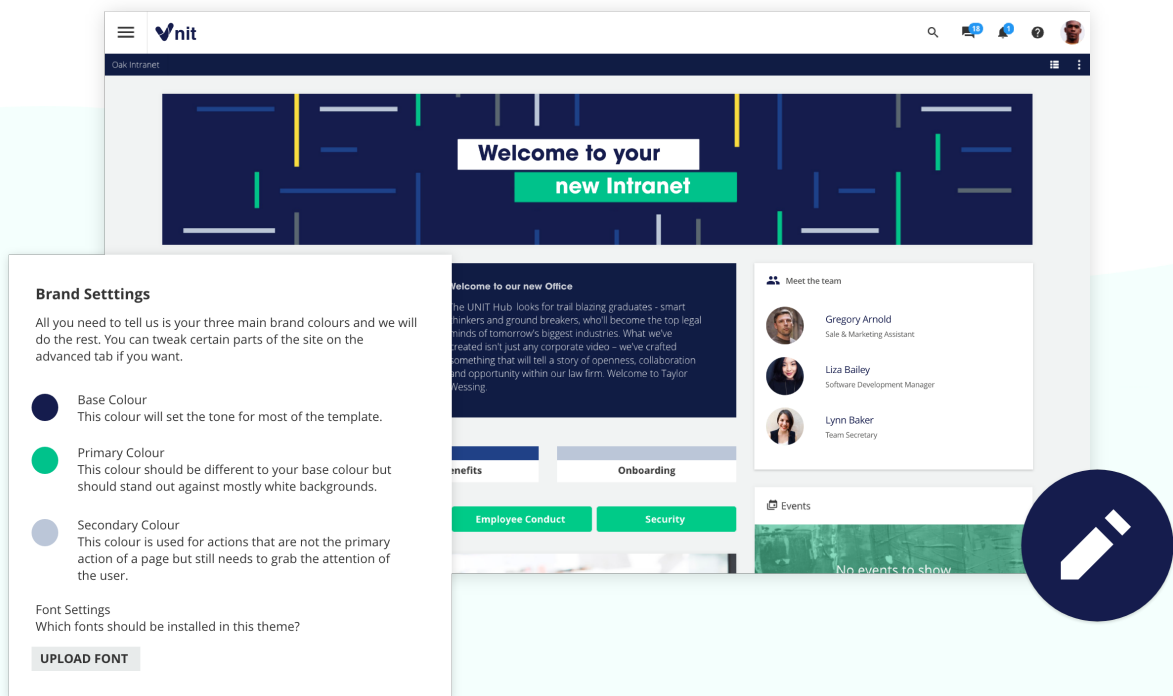 Vnit
18
1
Oak Intranet
Welcome to your
new Intranet
Brand Setttings
All you need to tell us is your three main brand colours and we will
do the rest. You can tweak certain parts of the site on the
advanced tab if you want.
Base Colour
This colour will set the tone for most of the template.
Primary Colour
This colour should be different to your base colour but
should stand out against mostly white backgrounds.
Secondary Colour
This colour is used for actions that are not the primary
action of a page but still needs to grab the attention of
the user.
Font Settings
Which fonts should be installed in this theme?
UPLOAD FONT
Welcome to our new Office
The UNIT Hub looks for trail blazing graduates - smart
thinkers and ground breakers, who'll become the top legal
minds of tomorrow's biggest industries. What we've
created isn't just any corporate video – we've crafted
something that will tell a story of openness, collaboration
and opportunity within our law firm. Welcome to Taylor
Wessing.
enefits
Onboarding
Employee Conduct
Security
Meet the team
Gregory Arnold
Sale & Marketing Assistant
Liza Bailey
Software Development Manager
Lynn Baker
Team Secretary
Events
No events to show